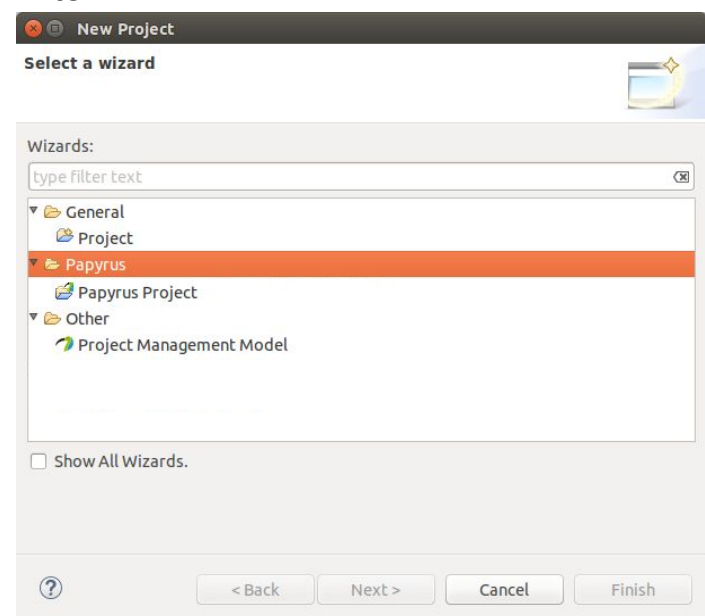 New Project
Select a wizard
Wizards:
type filter text
General
Project
Papyrus
Papyrus Project
Other
Project Management Model
Show All Wizards.
? < Back Next > Cancel Finish